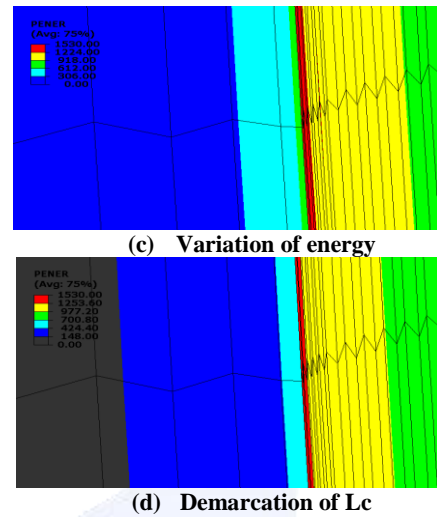 PENER
(Avg: 75%)
1530.00
1224.00
918.00
612.00
306.00
0.00
(c) Variation of energy
PENER
(Avg: 75%)
1530.00
1253.60
977.20
700.80
424.40
148.00
0.00
(d) Demarcation of Lc